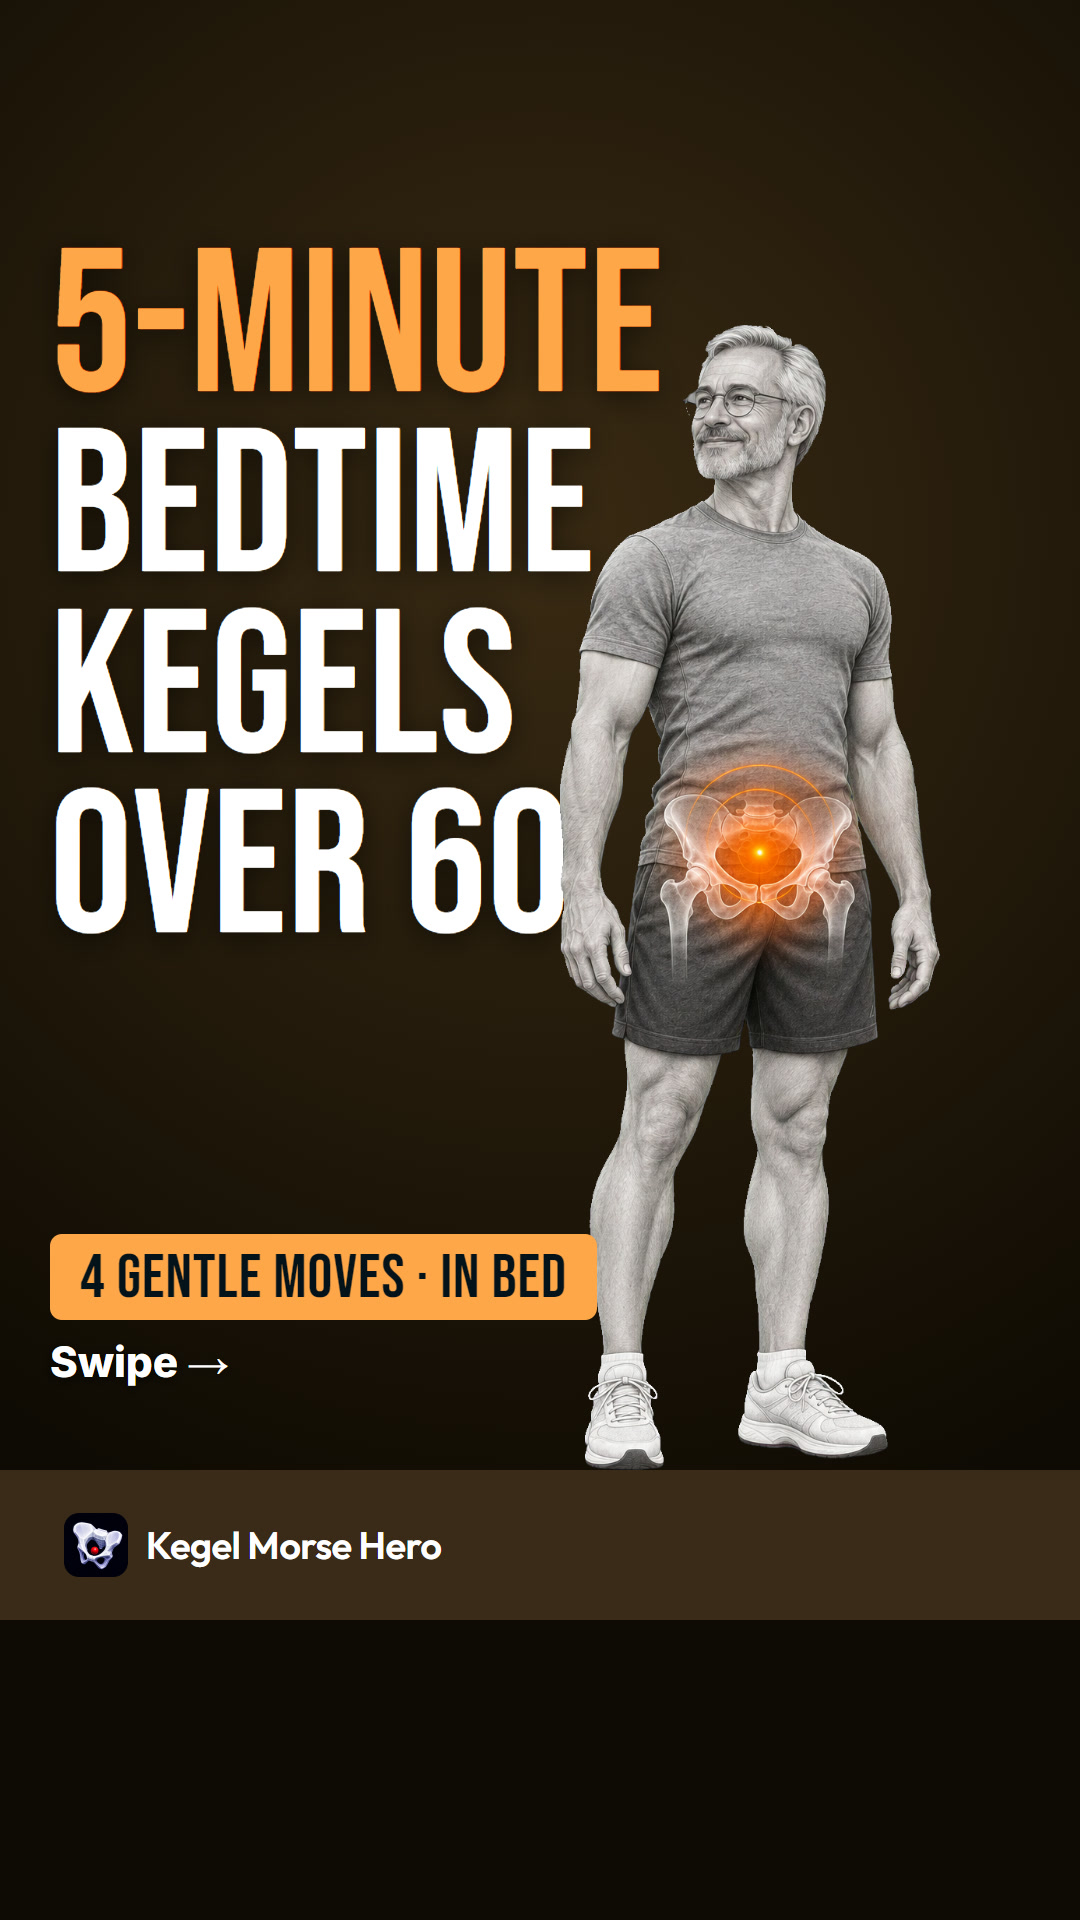 5-MINUTE
BEDTIME
KEGELS
OVER 60
4 GENTLE MOVES · IN BED
Swipe →
Kegel Morse Hero